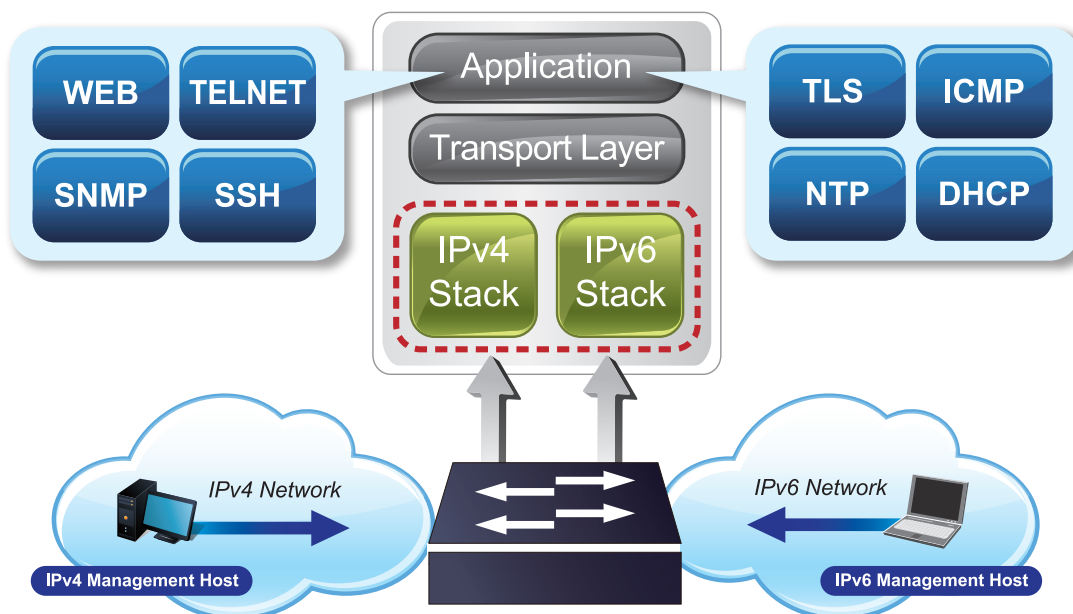 WEB
TELNET
SNMP
SSH
Application
Transport Layer
IPv4
Stack
IPv6
Stack
TLS
ICMP
NTP
DHCP
IPv4 Network
IPv4 Management Host
IPv6 Network
IPv6 Management Host